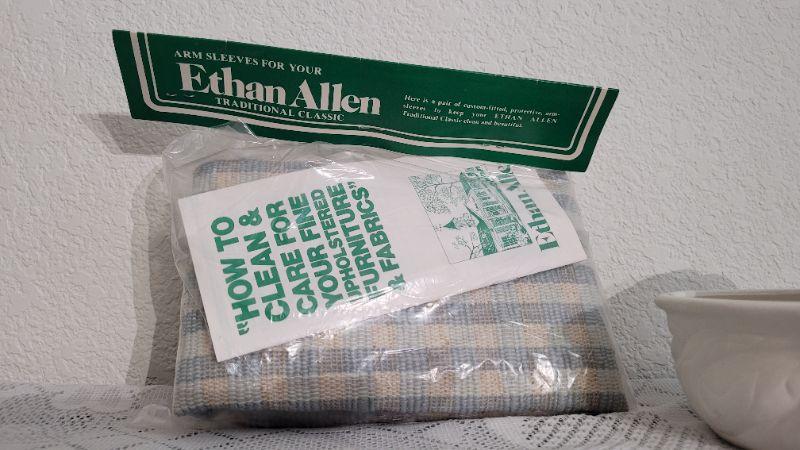 ARM SLEEVES FOR YOUR
Ethan Allen
TRADITIONAL CLASSIC
Here is a pair of custom-fitted, protective, arm-
sleeves to keep your ETHAN ALLEN
Traditional Classic clean and beautiful.
"HOW TO
CLEAN &
CARE FOR
YOUR FINE
UPHOLSTERED
FURNITURE
& FABRICS"
Ethan Alle